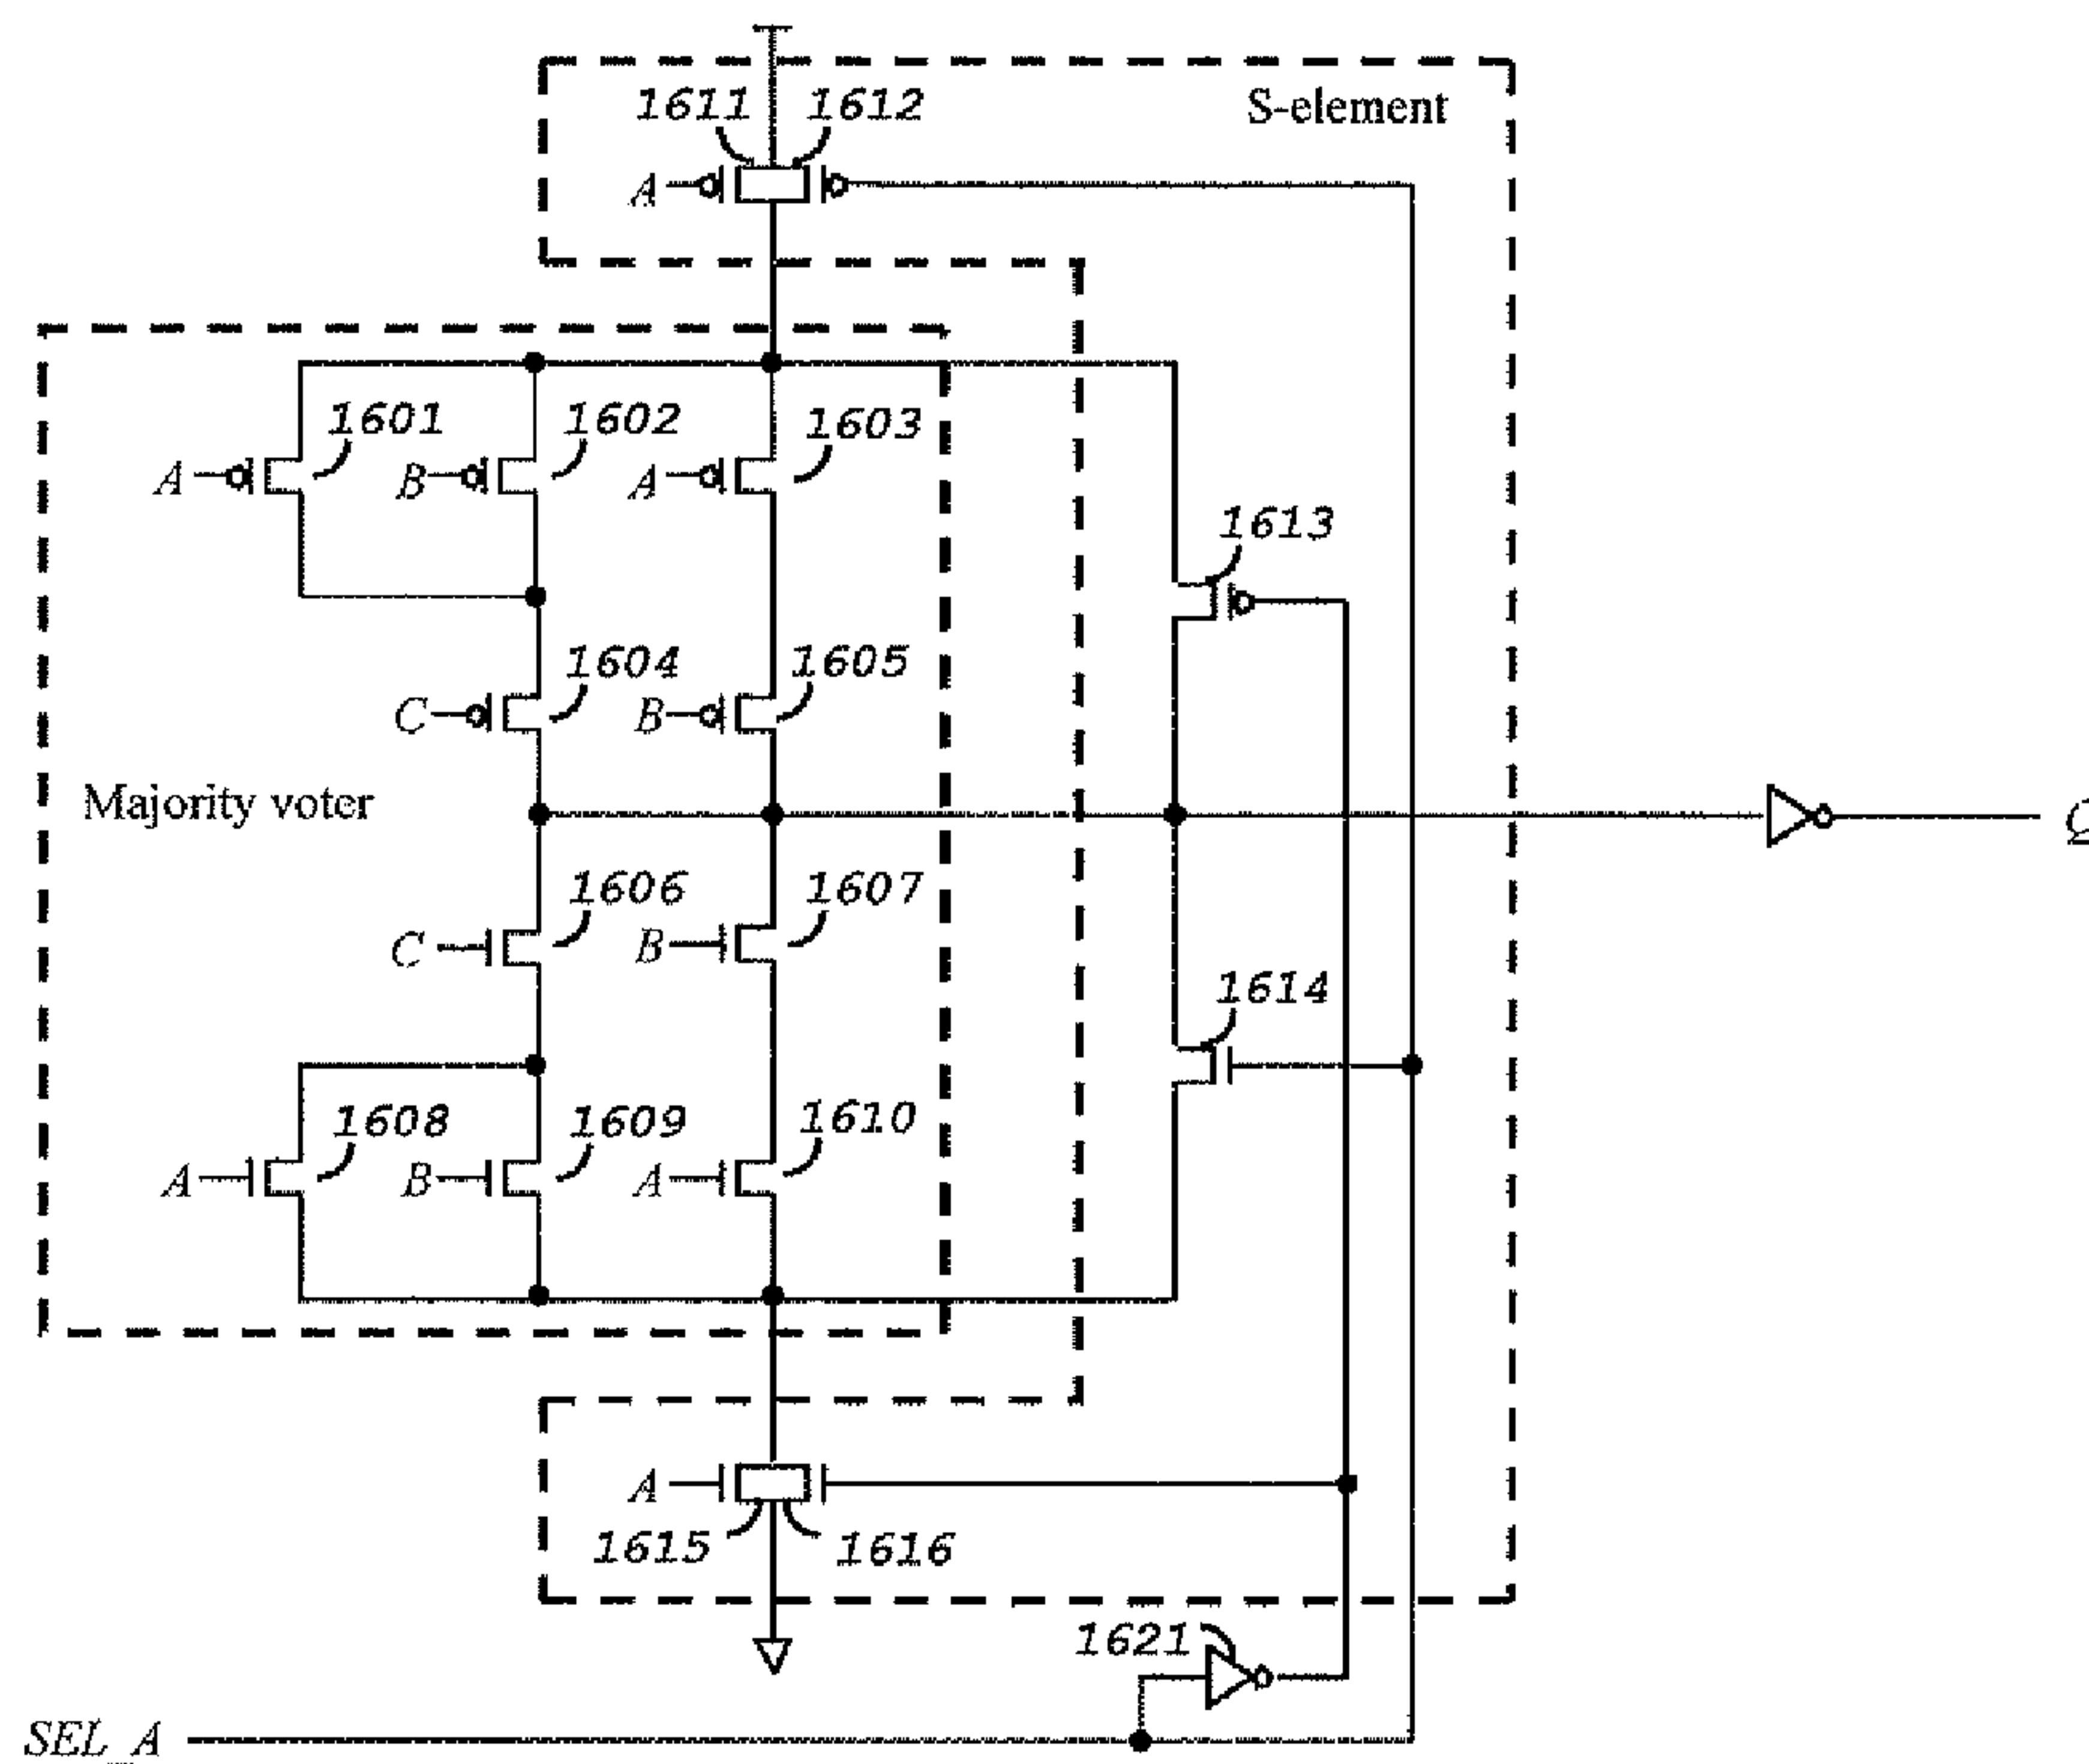 1611 1612
S-element
A
1601 1602 1603
A B A
1613
1604 1605
C B
Majority voter
1606 1607
C B
1614
1608 1609 1610
A B A
A
1615 1616
1621
SEL_A